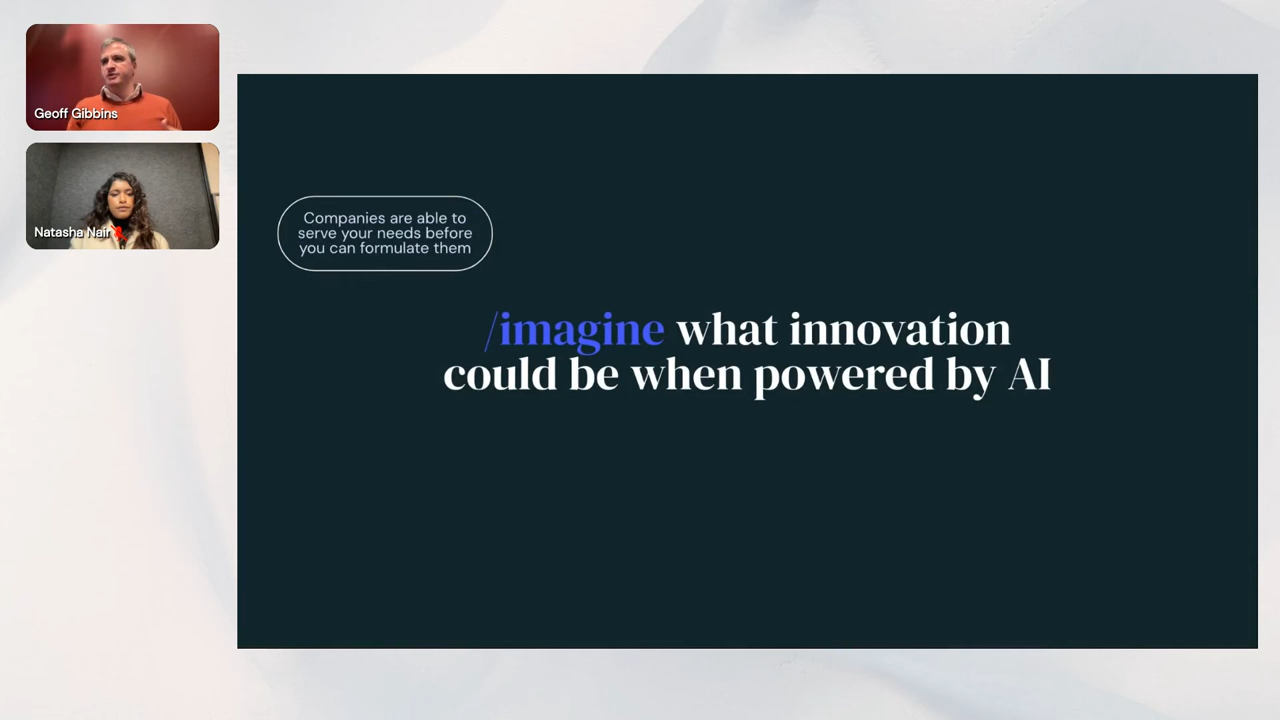 Geoff Gibbins
Natasha Nair
Companies are able to
serve your needs before
you can formulate them
/imagine what innovation
could be when powered by AI